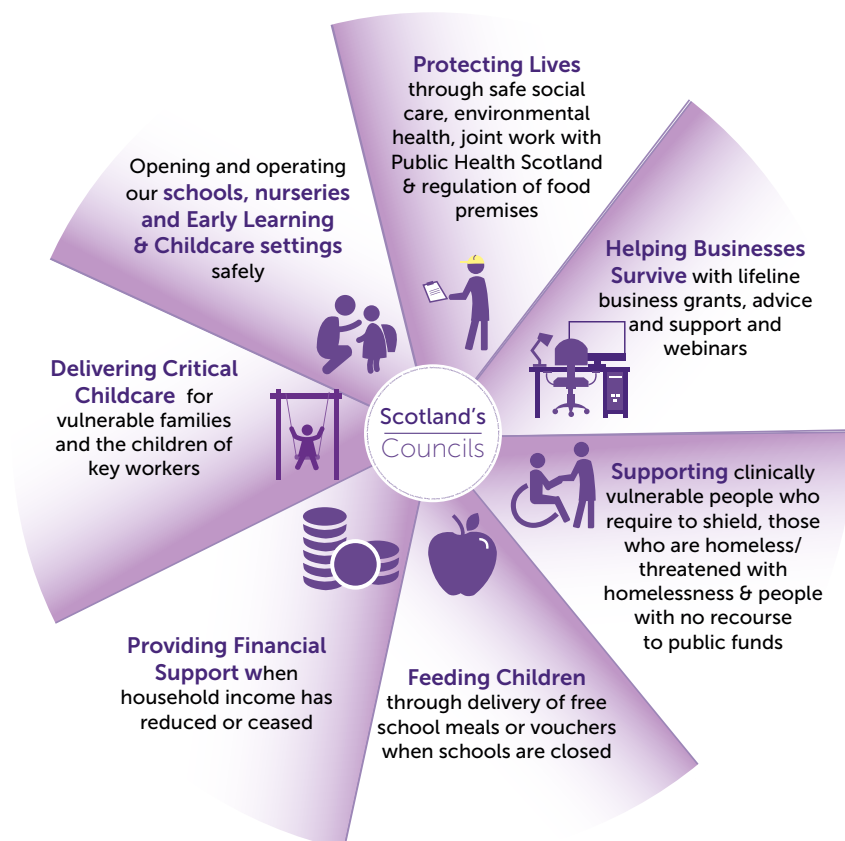 Protecting Lives
through safe social
care, environmental
health, joint work with
Public Health Scotland
& regulation of food
premises
Helping Businesses
Survive with lifeline
business grants, advice
and support and
webinars
Supporting clinically
vulnerable people who
require to shield, those
who are homeless/
threatened with
homelessness & people
with no recourse
to public funds
Feeding Children
through delivery of free
school meals or vouchers
when schools are closed
Providing Financial
Support when
household income has
reduced or ceased
Delivering Critical
Childcare for
vulnerable families
and the children of
key workers
Opening and operating
our schools, nurseries
and Early Learning
& Childcare settings
safely
Scotland's
Councils